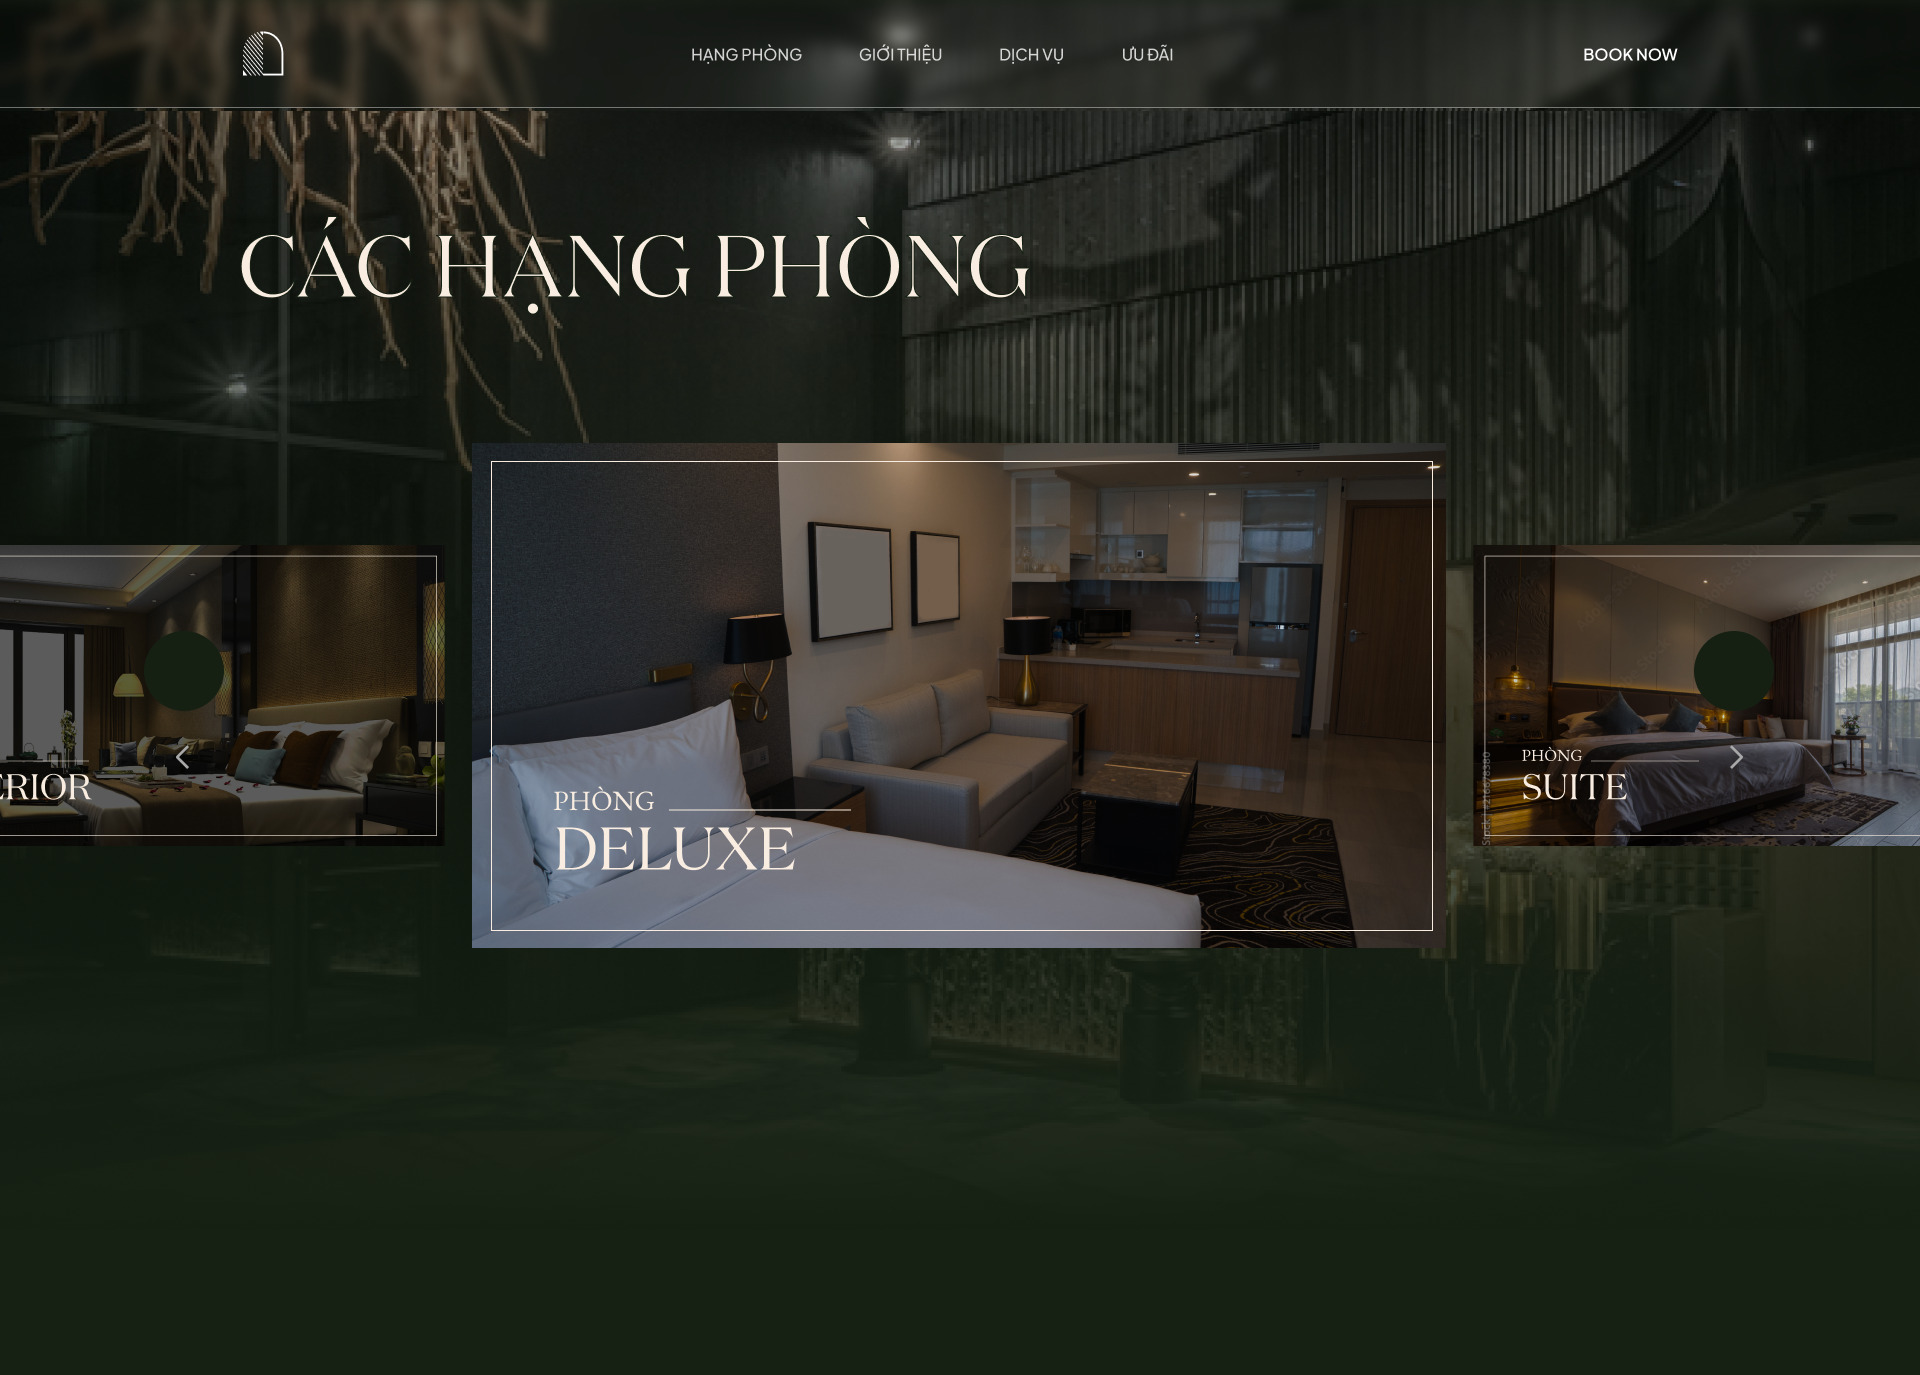 HẠNG PHÒNG
GIỚI THIỆU
DỊCH VỤ
ƯU ĐÃI
BOOK NOW
CÁC HẠNG PHÒNG
ERIOR
PHÒNG
DELUXE
PHÒNG
SUITE